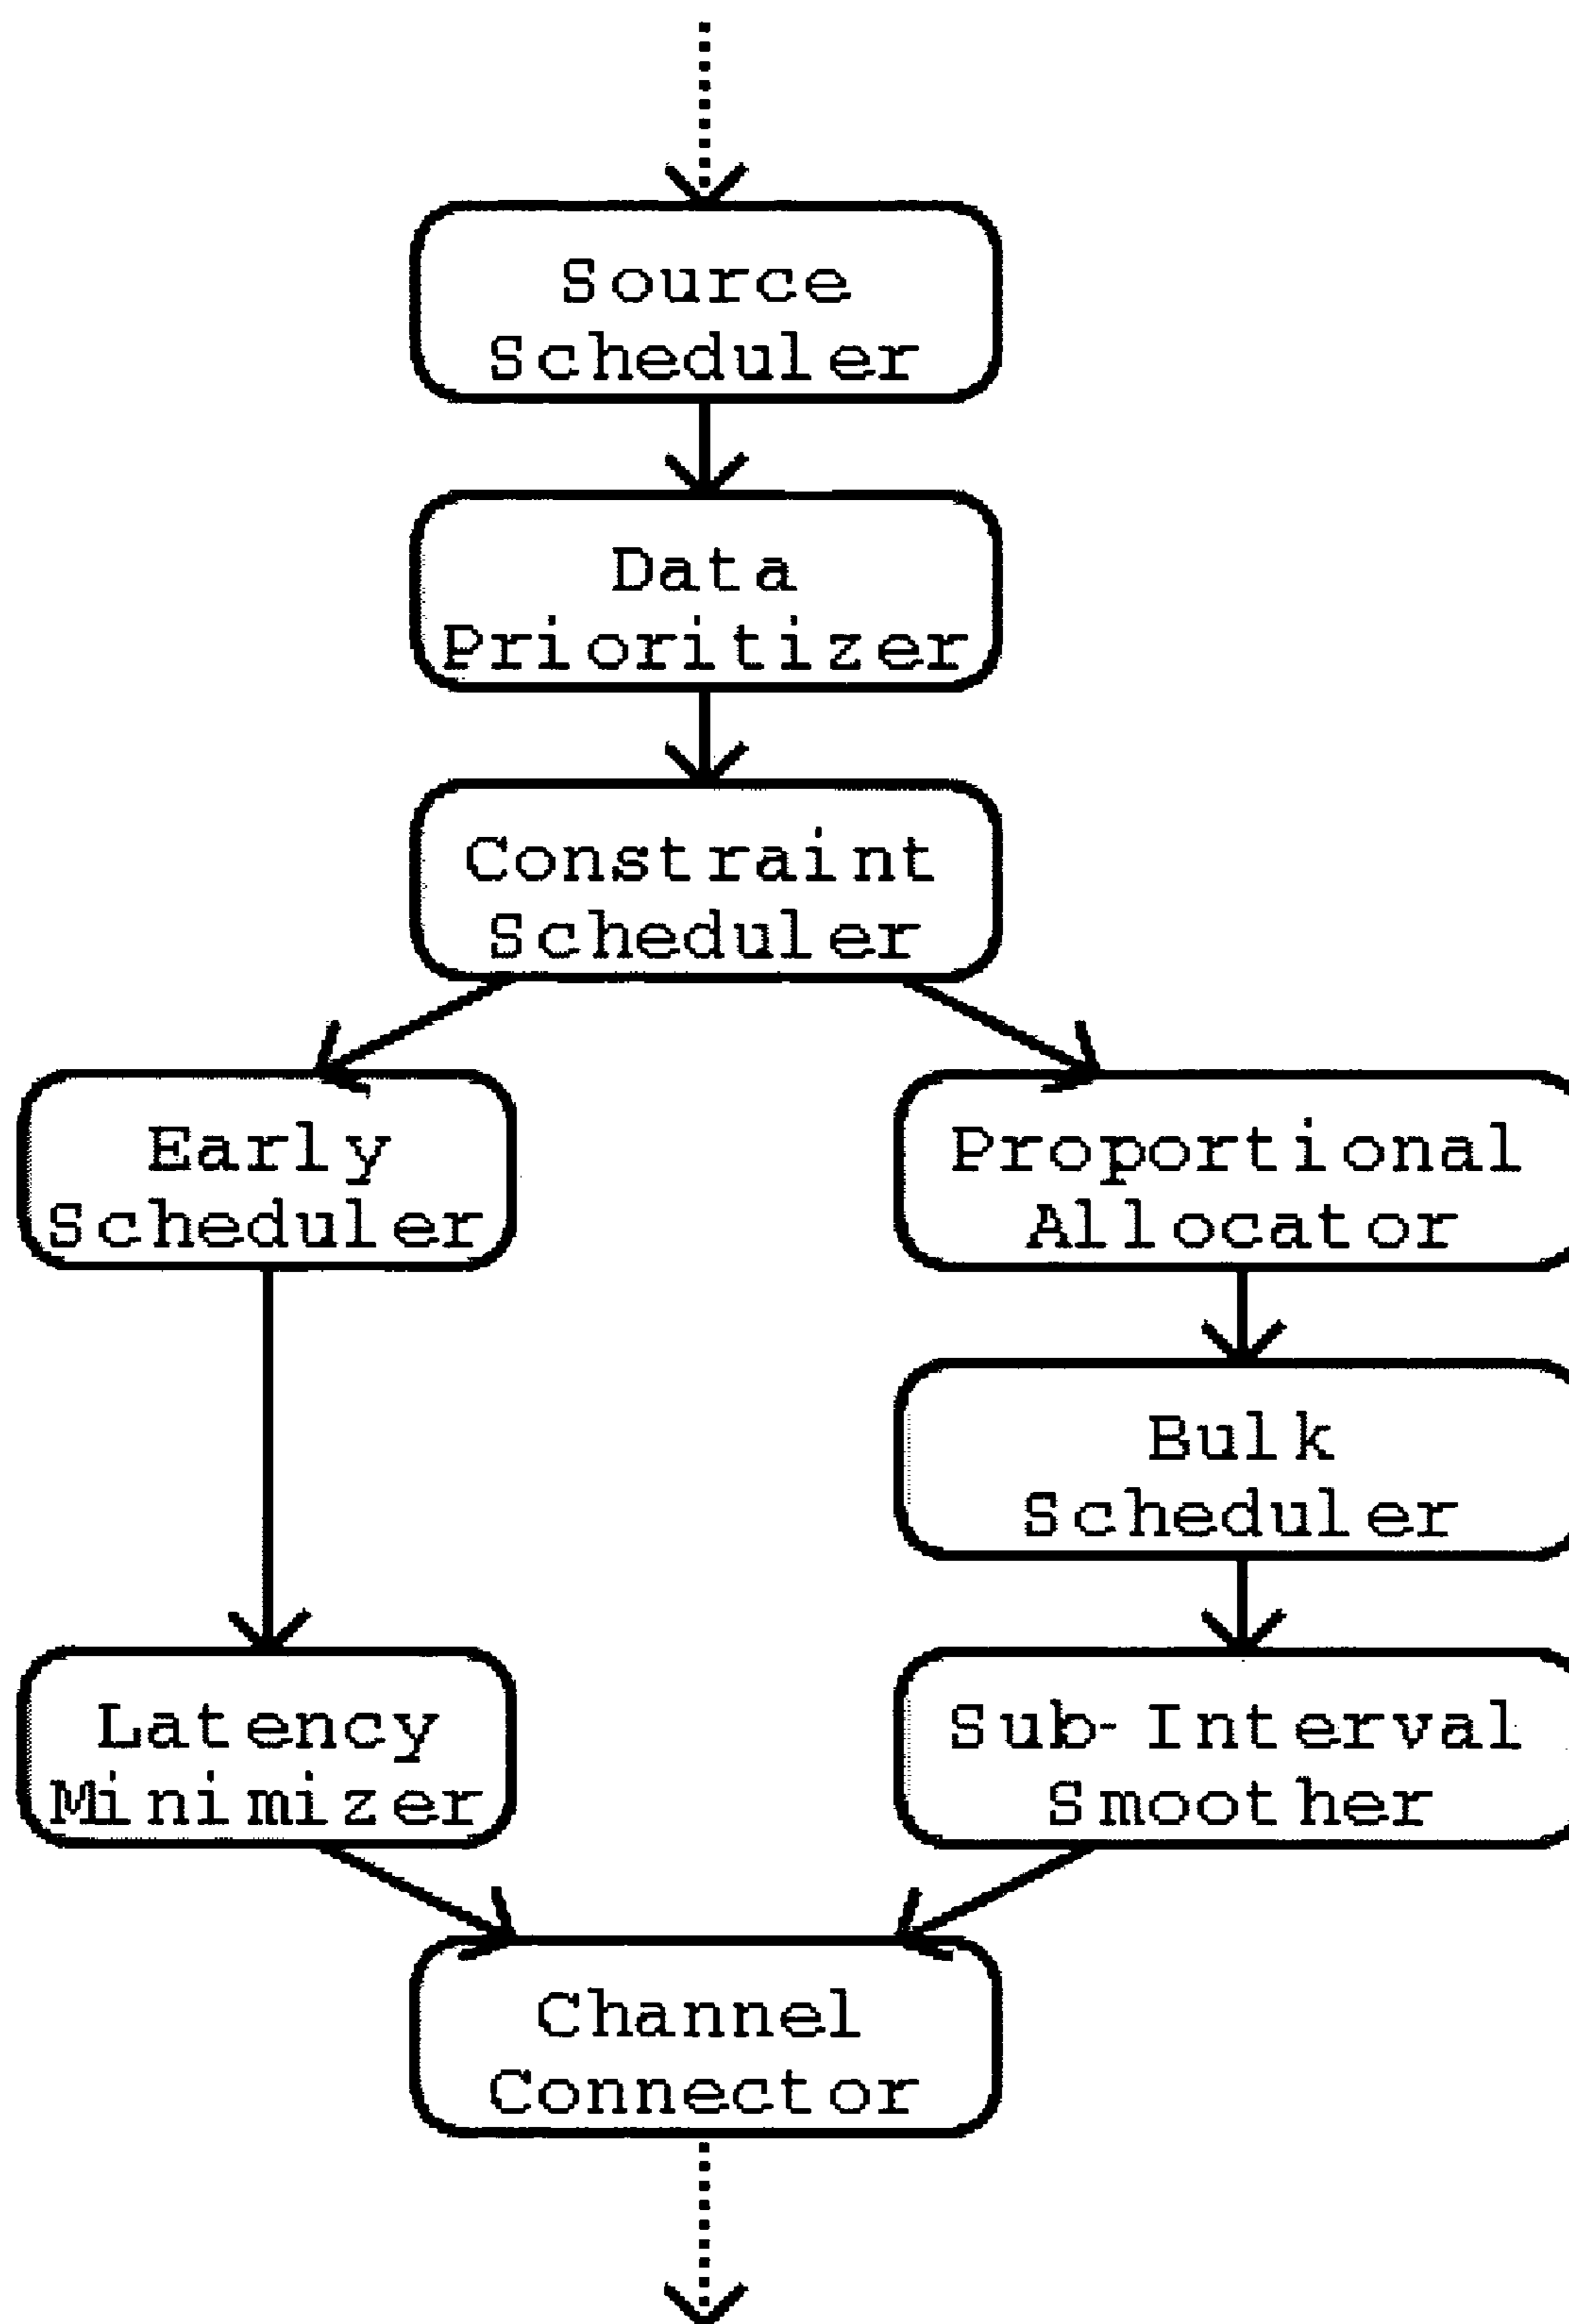 Source
Scheduler
Data
Prioritizer
Constraint
Scheduler
Early
Scheduler
Proportional
Allocator
Bulk
Scheduler
Latency
Minimizer
Sub-Interval
Smoother
Channel
Connector